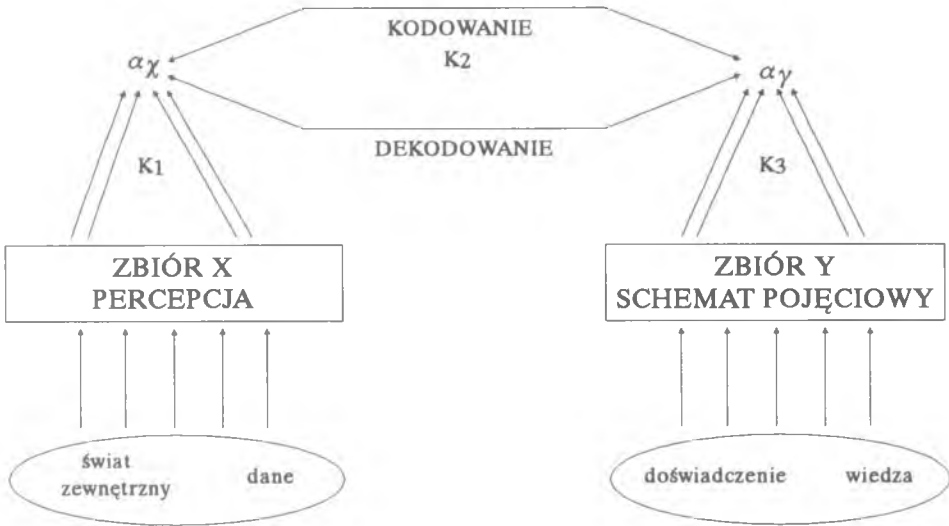 KODOWANIE
K2
αχ
αγ
DEKODOWANIE
K1
K3
ZBIÓR X
PERCEPCJA
ZBIÓR Y
SCHEMAT POJĘCIOWY
świat
zewnętrzny
dane
doświadczenie
wiedza